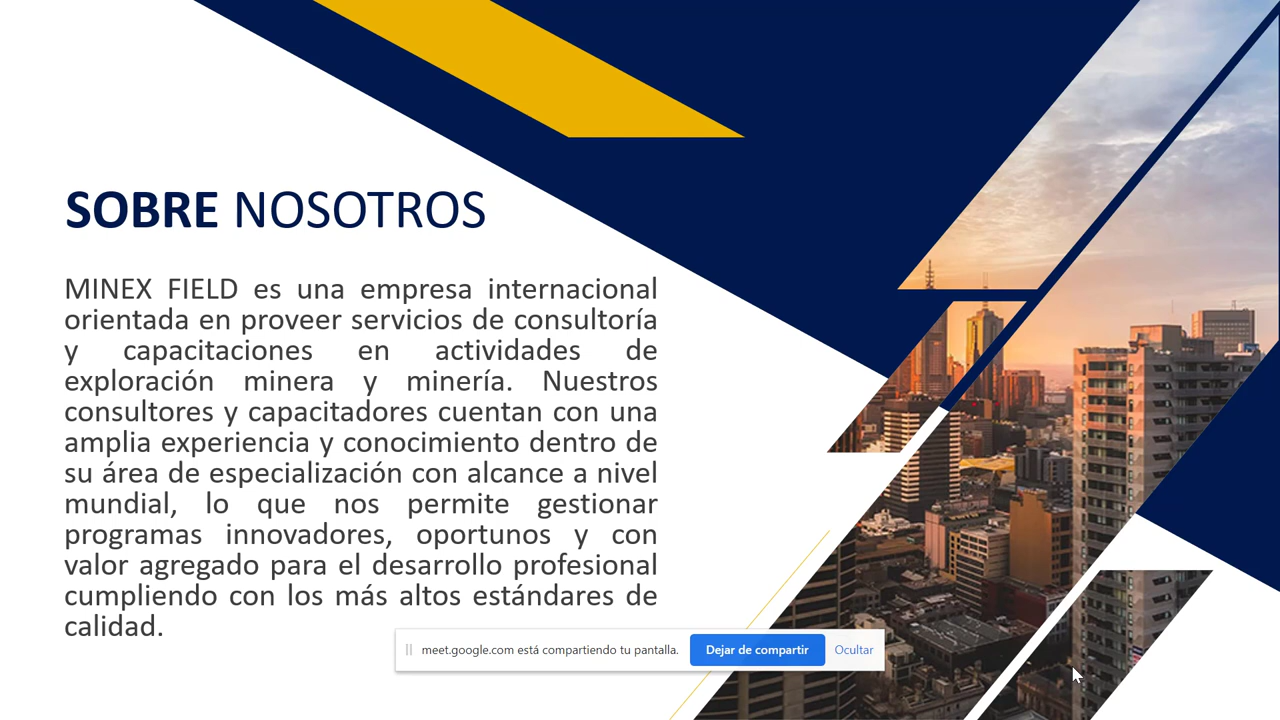 SOBRE NOSOTROS
MINEX FIELD es una empresa internacional
orientada en proveer servicios de consultoría
y capacitaciones en actividades de
exploración minera y minería. Nuestros
consultores y capacitadores cuentan con una
amplia experiencia y conocimiento dentro de
su área de especialización con alcance a nivel
mundial, lo que nos permite gestionar
programas innovadores, oportunos y con
valor agregado para el desarrollo profesional
cumpliendo con los más altos estándares de
calidad.
meet.google.com está compartiendo tu pantalla. Dejar de compartir Ocultar